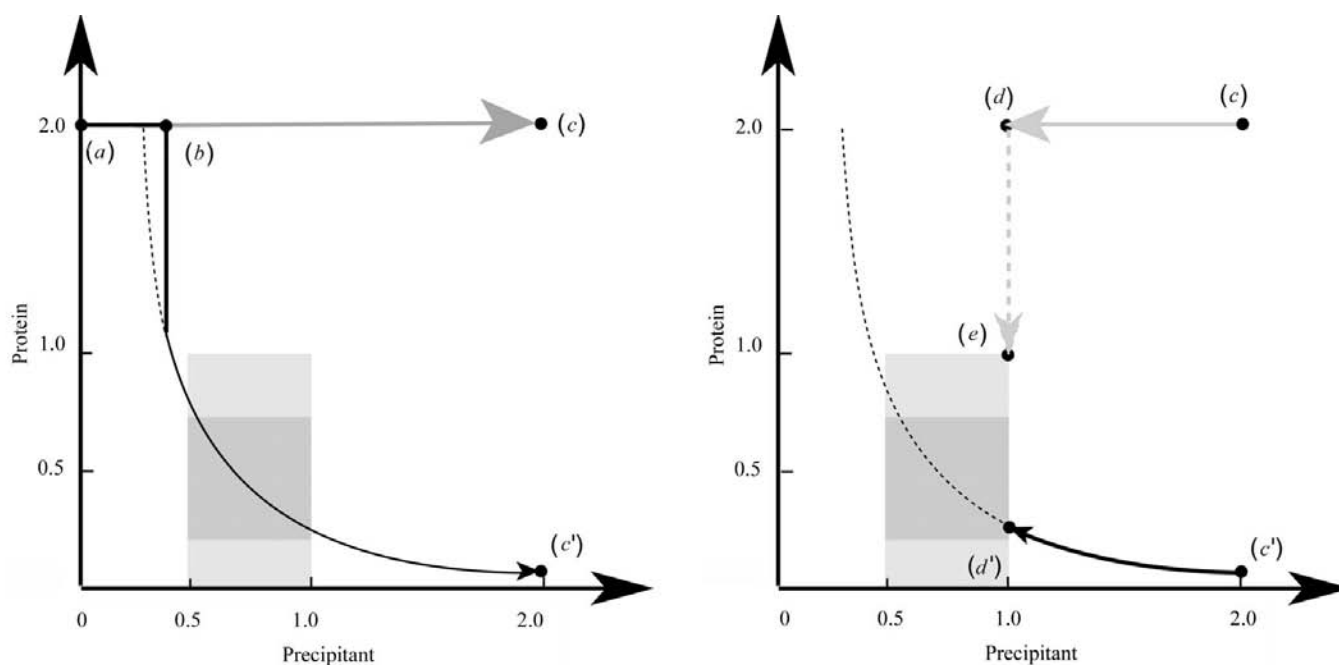 2.0
(a)
(b)
(c)
Protein
1.0
0.5
(c')
0
0.5
1.0
2.0
Precipitant
(d)
(c)
2.0
Protein
1.0
(e)
0.5
(d')
(c')
0
0.5
1.0
2.0
Precipitant